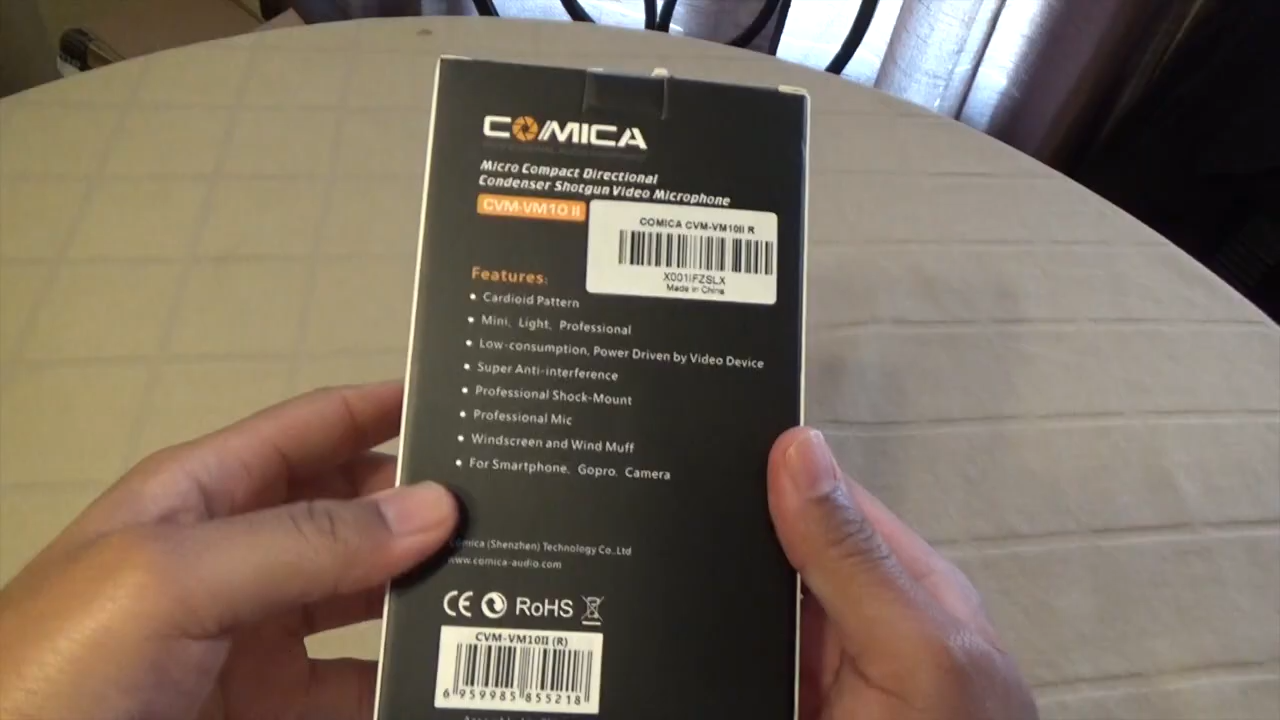 COMICA
Micro Compact Directional
Condenser Shotgun Video Microphone
CVM-VM10 II
COMICA CVM-VM10II R
X001IFZSLX
Made in China
Features:
• Cardioid Pattern
• Mini、Light、Professional
• Low-consumption, Power Driven by Video Device
• Super Anti-interference
• Professional Shock-Mount
• Professional Mic
• Windscreen and Wind Muff
• For Smartphone、Gopro、Camera
Comica (Shenzhen) Technology Co.,Ltd
www.comica-audio.com
CE RoHS
CVM-VM10II (R)
6 959985 855218